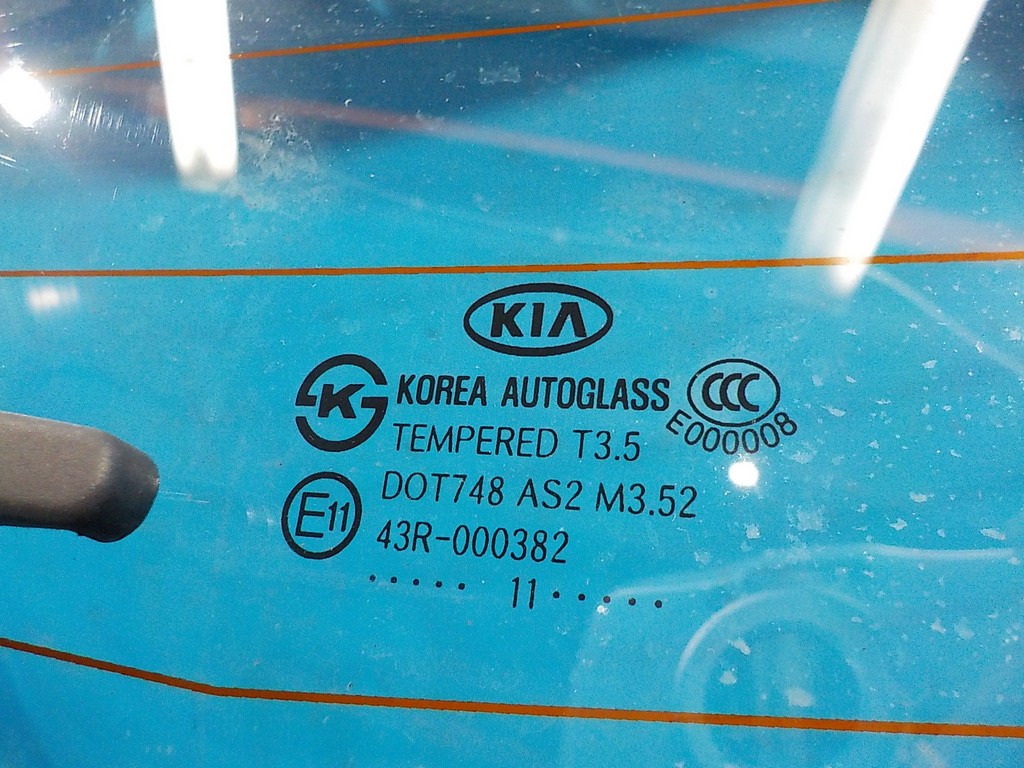 KIA
K
KOREA AUTOGLASS
CCC
E000008
TEMPERED T3.5
E11
DOT748 AS2 M3.52
43R-000382
..... 11.....